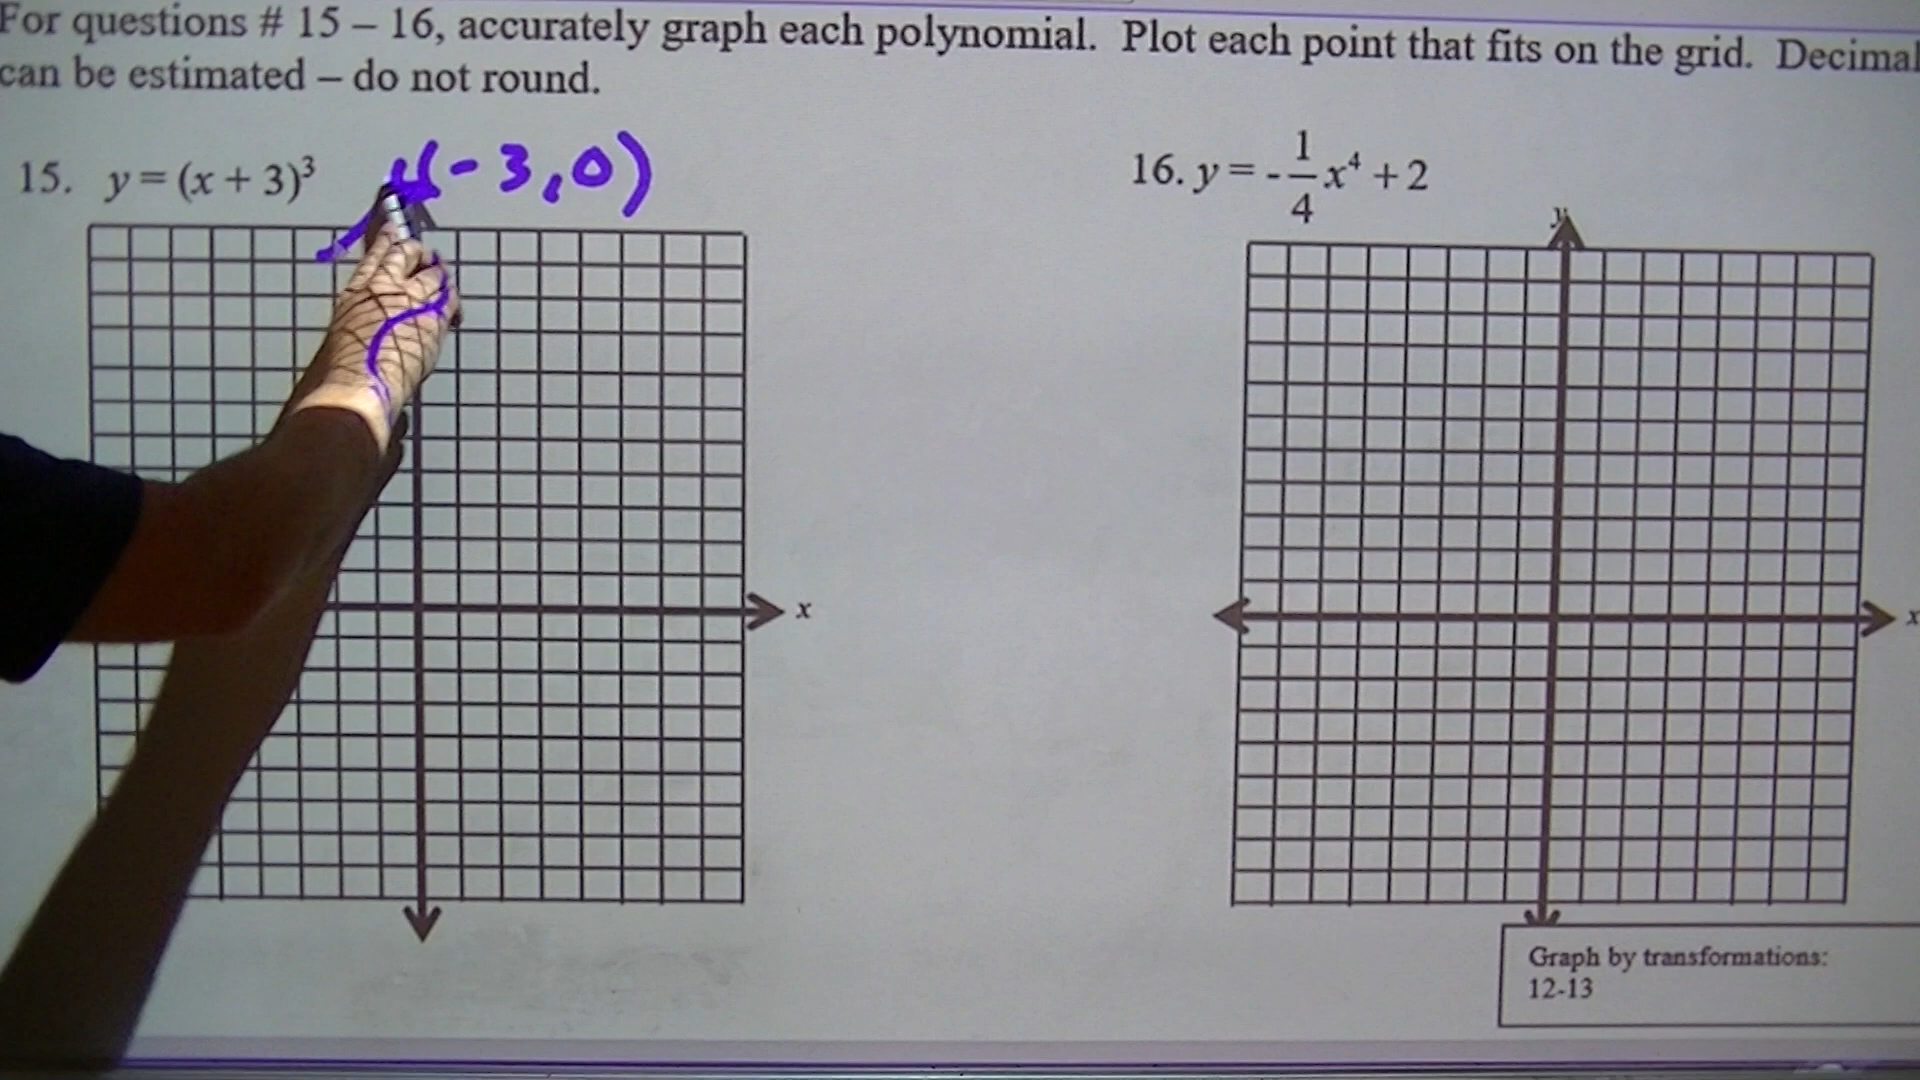 For questions # 15 – 16, accurately graph each polynomial. Plot each point that fits on the grid. Decimal
can be estimated – do not round.
15. y = (x + 3)³ (-3,0)
16. y = -1/4 x⁴ + 2
y
x
x
Graph by transformations:
12-13